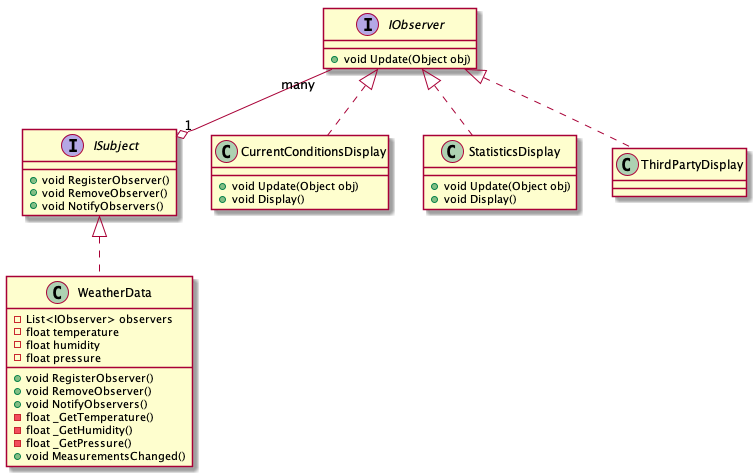 I IObserver
void Update(Object obj)
many
1
I ISubject
void RegisterObserver()
void RemoveObserver()
void NotifyObservers()
C CurrentConditionsDisplay
void Update(Object obj)
void Display()
C StatisticsDisplay
void Update(Object obj)
void Display()
C ThirdPartyDisplay
C WeatherData
List<IObserver> observers
float temperature
float humidity
float pressure
void RegisterObserver()
void RemoveObserver()
void NotifyObservers()
float _GetTemperature()
float _GetHumidity()
float _GetPressure()
void MeasurementsChanged()